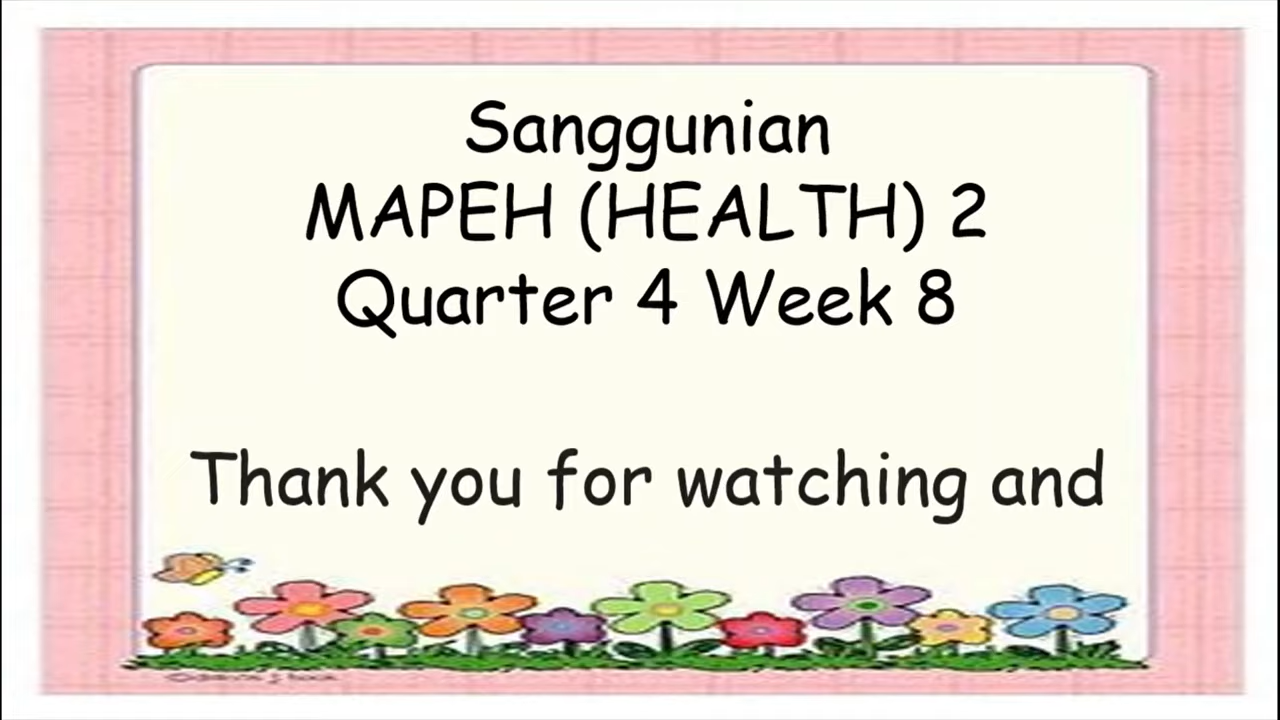 Sanggunian
MAPEH (HEALTH) 2
Quarter 4 Week 8
Thank you for watching and